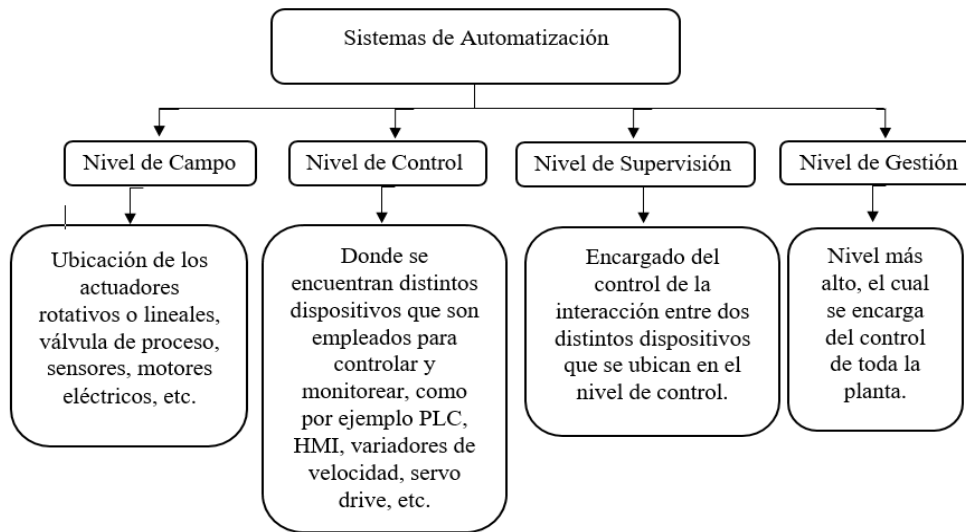 Sistemas de Automatización
Nivel de Campo
Nivel de Control
Nivel de Supervisión
Nivel de Gestión
Ubicación de los
actuadores
rotativos o lineales,
válvula de proceso,
sensores, motores
eléctricos, etc.
Donde se
encuentran distintos
dispositivos que son
empleados para
controlar y
monitorear, como
por ejemplo PLC,
HMI, variadores de
velocidad, servo
drive, etc.
Encargado del
control de la
interacción entre dos
distintos dispositivos
que se ubican en el
nivel de control.
Nivel más
alto, el cual
se encarga
del control
de toda la
planta.